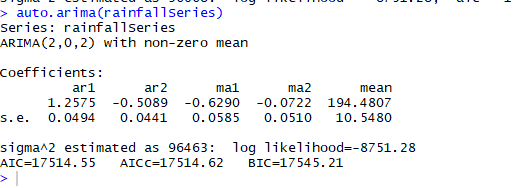 sigma^2 estimated as 96068: log likelihood=-8751.28, aic = 1
> auto.arima(rainfallSeries)
Series: rainfallSeries
ARIMA(2,0,2) with non-zero mean
Coefficients:
ar1 ar2 ma1 ma2 mean
1.2575 -0.5089 -0.6290 -0.0722 194.4807
s.e. 0.0494 0.0441 0.0585 0.0510 10.5480
sigma^2 estimated as 96463: log likelihood=-8751.28
AIC=17514.55 AICc=17514.62 BIC=17545.21
>